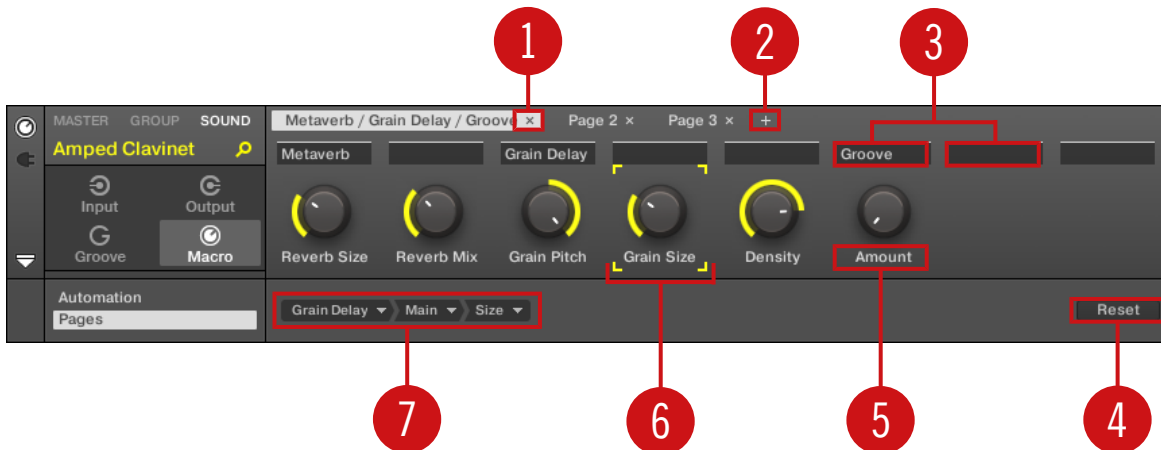 1 2 3
MASTER GROUP SOUND
Metaverb / Grain Delay / Groove × Page 2 × Page 3 × +
Amped Clavinet
Metaverb Grain Delay Groove
Input Output
Groove Macro
Reverb Size Reverb Mix Grain Pitch Grain Size Density Amount
Automation
Pages
Grain Delay Main Size Reset
7 6 5 4